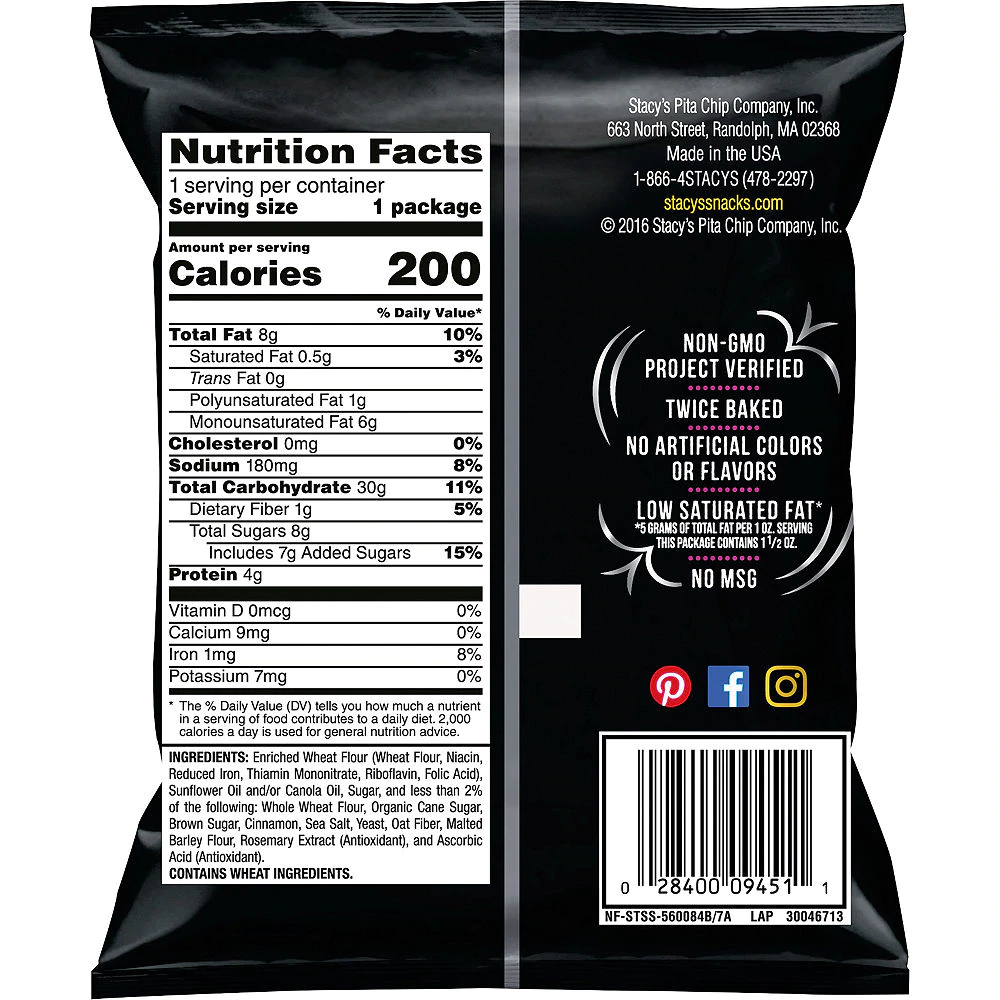 Nutrition Facts
1 serving per container
Serving size 1 package
Amount per serving
Calories 200
% Daily Value*
Total Fat 8g 10%
Saturated Fat 0.5g 3%
Trans Fat 0g
Polyunsaturated Fat 1g
Monounsaturated Fat 6g
Cholesterol 0mg 0%
Sodium 180mg 8%
Total Carbohydrate 30g 11%
Dietary Fiber 1g 5%
Total Sugars 8g
Includes 7g Added Sugars 15%
Protein 4g
Vitamin D 0mcg 0%
Calcium 9mg 0%
Iron 1mg 8%
Potassium 7mg 0%
* The % Daily Value (DV) tells you how much a nutrient
in a serving of food contributes to a daily diet. 2,000
calories a day is used for general nutrition advice.
INGREDIENTS: Enriched Wheat Flour (Wheat Flour, Niacin,
Reduced Iron, Thiamin Mononitrate, Riboflavin, Folic Acid),
Sunflower Oil and/or Canola Oil, Sugar, and less than 2%
of the following: Whole Wheat Flour, Organic Cane Sugar,
Brown Sugar, Cinnamon, Sea Salt, Yeast, Oat Fiber, Malted
Barley Flour, Rosemary Extract (Antioxidant), and Ascorbic
Acid (Antioxidant).
CONTAINS WHEAT INGREDIENTS.
Stacy's Pita Chip Company, Inc.
663 North Street, Randolph, MA 02368
Made in the USA
1-866-4STACYS (478-2297)
stacyssnacks.com
© 2016 Stacy's Pita Chip Company, Inc.
NON-GMO
PROJECT VERIFIED
TWICE BAKED
NO ARTIFICIAL COLORS
OR FLAVORS
LOW SATURATED FAT*
*5 GRAMS OF TOTAL FAT PER 1 OZ. SERVING
THIS PACKAGE CONTAINS 1 1/2 OZ.
NO MSG
0 28400 09451 1
NF-STSS-560084B/7A LAP 30046713